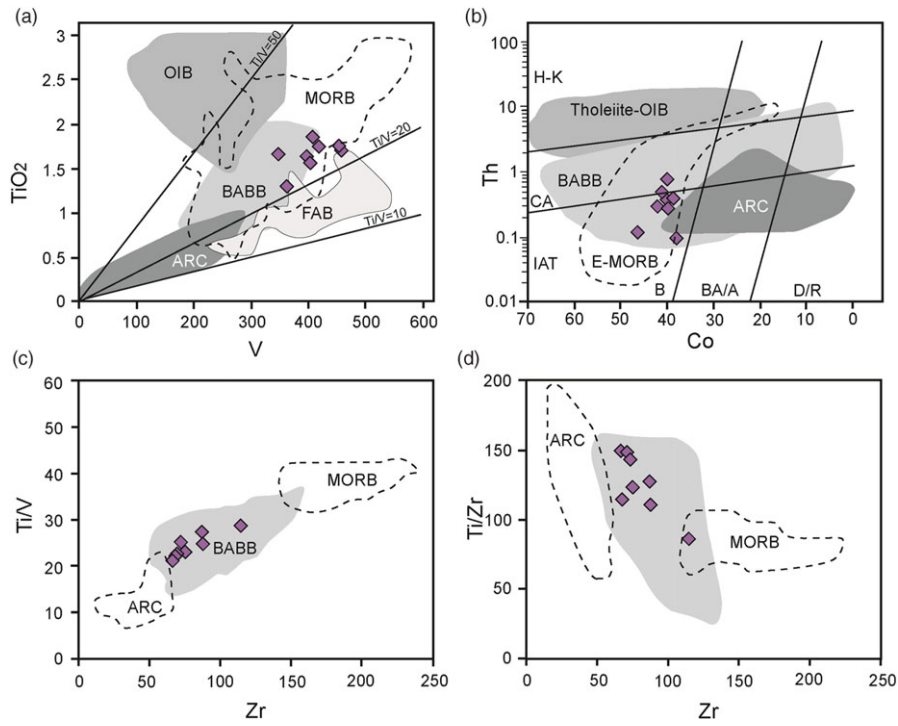 (a)
3.0
2.5
2.0
1.5
1.0
0.5
0
TiO2
0 100 200 300 400 500 600
V
OIB
Ti/V=50
MORB
Ti/V=20
BABB
FAB
Ti/V=10
ARC
(b)
100
10
1
0.1
0.01
Th
70 60 50 40 30 20 10 0
Co
H-K
Tholeiite-OIB
BABB
CA
ARC
IAT
E-MORB
B BA/A D/R
(c)
60
50
40
30
20
10
0
Ti/V
0 50 100 150 200 250
Zr
MORB
BABB
ARC
(d)
200
150
100
50
0
Ti/Zr
0 50 100 150 200 250
Zr
ARC
MORB